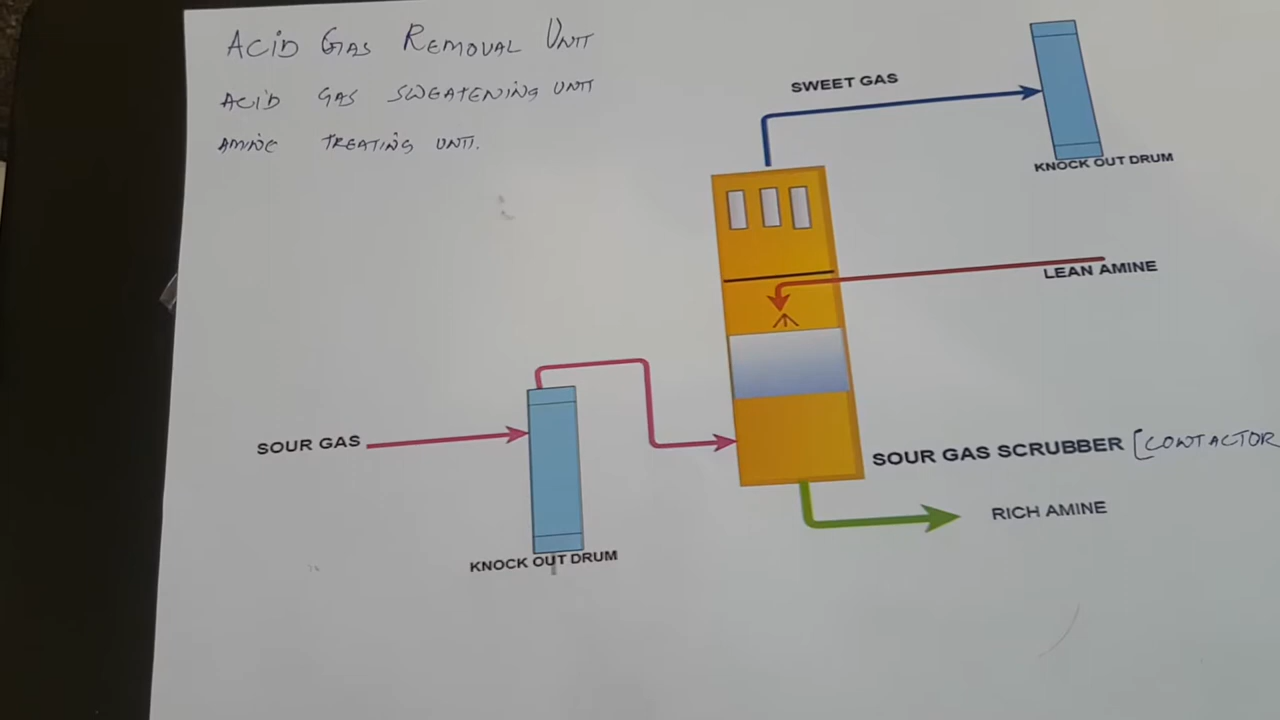 ACID GAS REMOVAL UNIT
ACID GAS SWEATENING UNIT
AMINE TREATING UNIT.
SWEET GAS
KNOCK OUT DRUM
LEAN AMINE
SOUR GAS
SOUR GAS SCRUBBER [CONTACTOR
RICH AMINE
KNOCK OUT DRUM